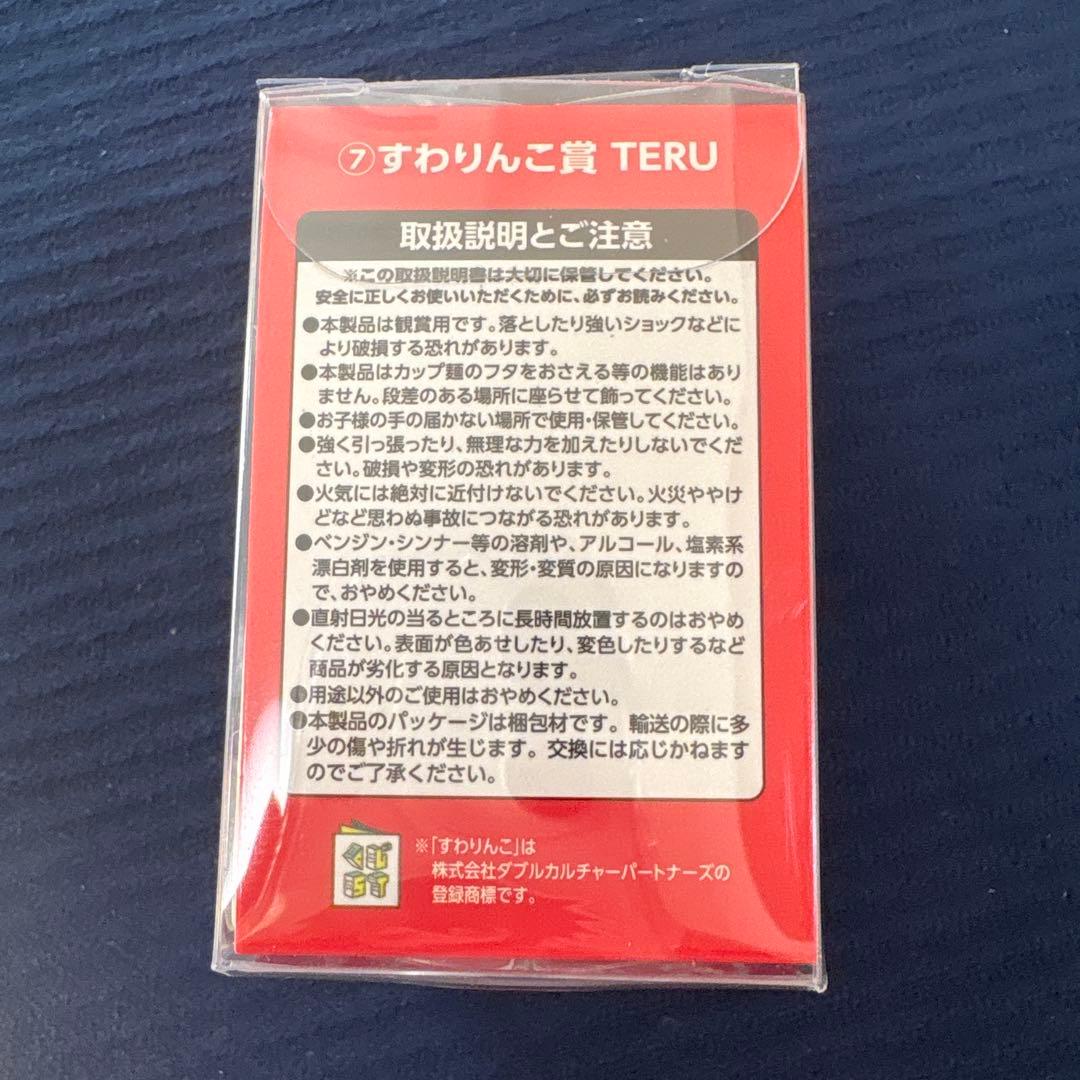 ⑦すわりんこ賞 TERU
取扱説明とご注意
※この取扱説明書は大切に保管してください。
安全に正しくお使いいただくために、必ずお読みください。
●本製品は観賞用です。落としたり強いショックなどに
より破損する恐れがあります。
●本製品はカップ麺のフタをおさえる等の機能はあり
ません。段差のある場所に座らせて飾ってください。
●お子様の手の届かない場所で使用・保管してください。
●強く引っ張ったり、無理な力を加えたりしないでくだ
さい。破損や変形の恐れがあります。
●火気には絶対に近付けないでください。火災ややけ
どなど思わぬ事故につながる恐れがあります。
●ベンジン・シンナー等の溶剤や、アルコール、塩素系
漂白剤を使用すると、変形・変質の原因になりますの
で、おやめください。
●直射日光の当るところに長時間放置するのはおやめ
ください。表面が色あせしたり、変色したりするなど
商品が劣化する原因となります。
●用途以外のご使用はおやめください。
●本製品のパッケージは梱包材です。輸送の際に多
少の傷や折れが生じます。交換には応じかねます
のでご了承ください。
くじ
引き
※「すわりんこ」は
株式会社ダブルカルチャーパートナーズの
登録商標です。